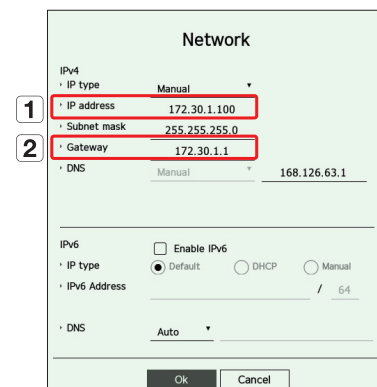 Network
IPv4
IP type Manual
1 IP address 172.30.1.100
Subnet mask 255.255.255.0
2 Gateway 172.30.1.1
DNS Manual 168.126.63.1
IPv6 Enable IPv6
IP type Default DHCP Manual
IPv6 Address / 64
DNS Auto
Ok Cancel